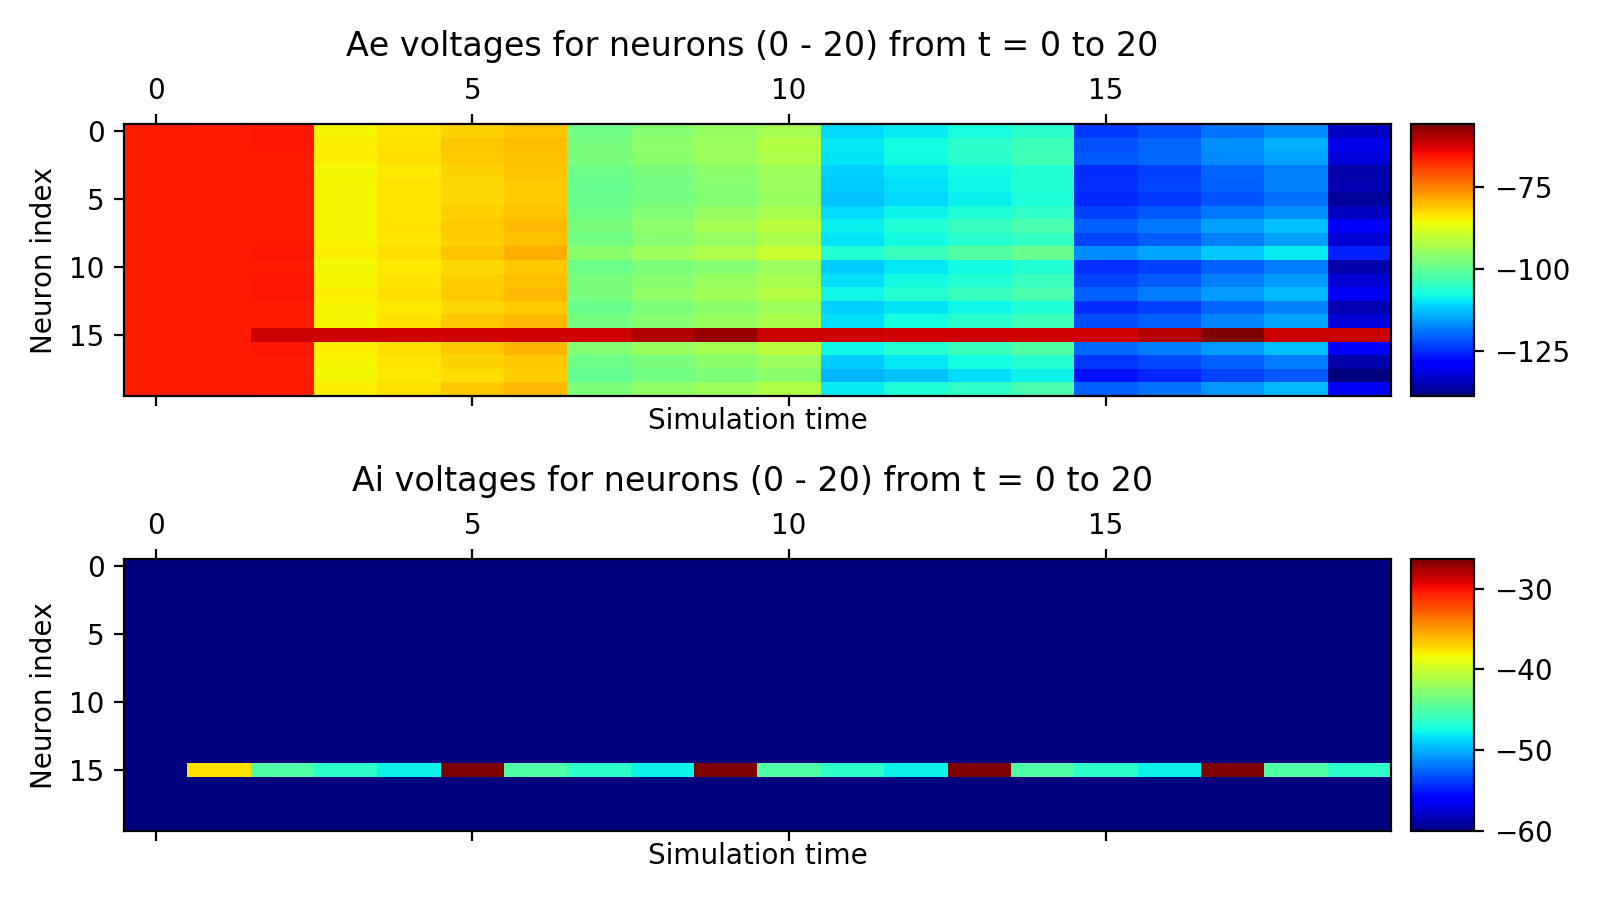 Ae voltages for neurons (0 - 20) from t = 0 to 20
0 5 10 15
Neuron index
0
5
10
15
−75
−100
−125
Simulation time
Ai voltages for neurons (0 - 20) from t = 0 to 20
0 5 10 15
Neuron index
0
5
10
15
−30
−40
−50
−60
Simulation time